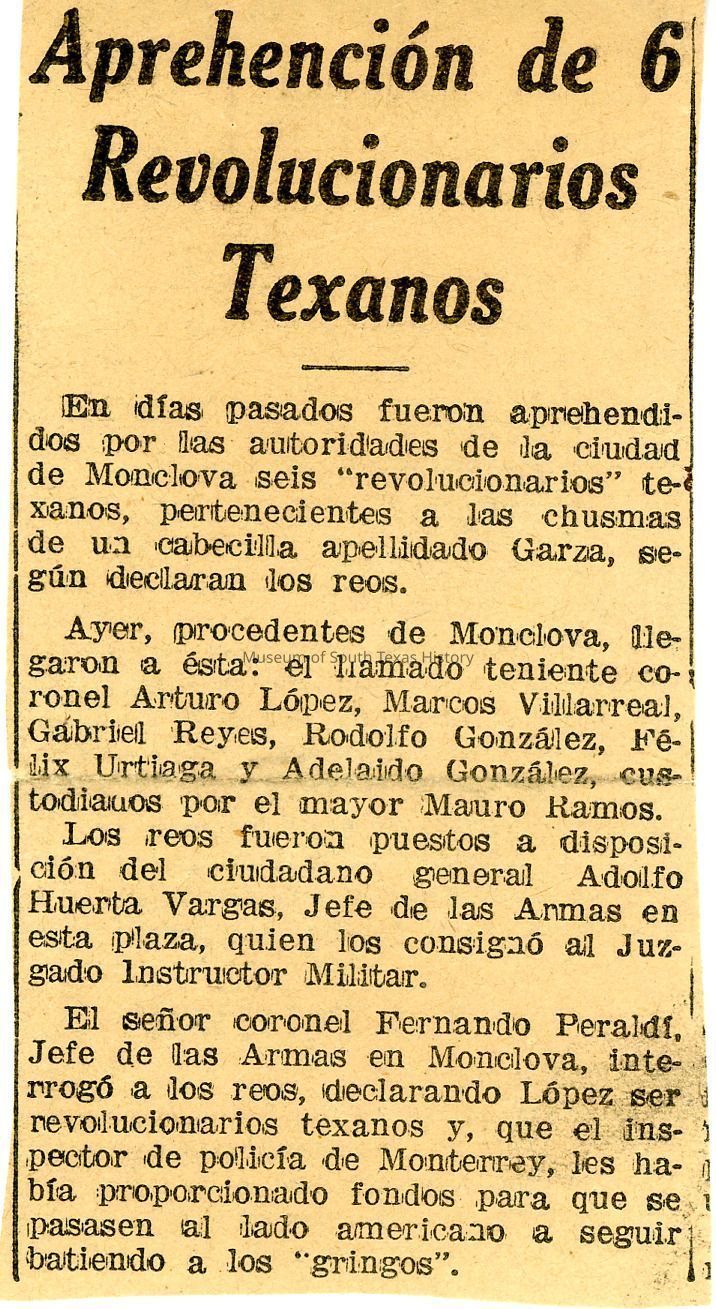 Aprehención de 6
Revolucionarios
Texanos
En días pasados fueron aprehendi-
dos por las autoridades de la ciudad
de Monclova seis "revolucionarios" te-
xanos, pertenecientes a las chusmas
de un cabecilla apellidado Garza, se-
gún declaran los reos.
Ayer, procedentes de Monclova, lle-
garon a ésta: el llamado teniente co-
Museum of South Texas History
ronel Arturo López, Marcos Villarreal,
Gabriel Reyes, Rodolfo González, Fé-
lix Urtiaga y Adelaido González, cus-
todiados por el mayor Mauro Ramos.
Los reos fueron puestos a disposi-
ción del ciudadano general Adolfo
Huerta Vargas, Jefe de las Armas en
esta plaza, quien los consignó al Juz-
gado Instructor Militar.
El señor coronel Fernando Peraldí,
Jefe de las Armas en Monclova, inte-
rrogó a los reos, declarando López ser
revolucionarios texanos y, que el ins-
pector de policía de Monterrey, les ha-
bía proporcionado fondos para que se
pasasen al lado americano a seguir
batiendo a los "gringos".